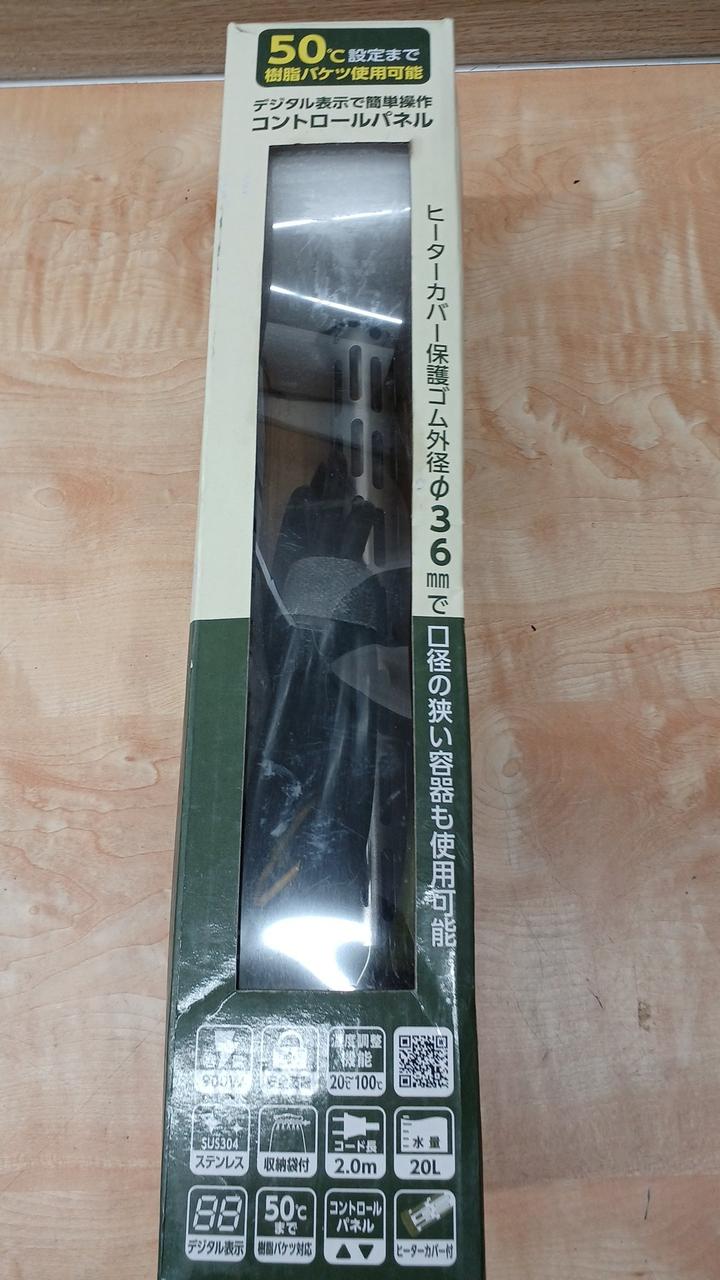 50℃設定まで
樹脂バケツ使用可能
デジタル表示で簡単操作
コントロールパネル
ヒーターカバー保護ゴム外径φ36㎜で口径の狭い容器も使用可能
900W
安全装置
温度調整
機能
20℃100℃
SUS304
ステンレス
収納袋付
コード長
2.0m
水量
20L
88
デジタル表示
50℃
まで
樹脂バケツ対応
コントロール
パネル
▲▼
ヒーターカバー付